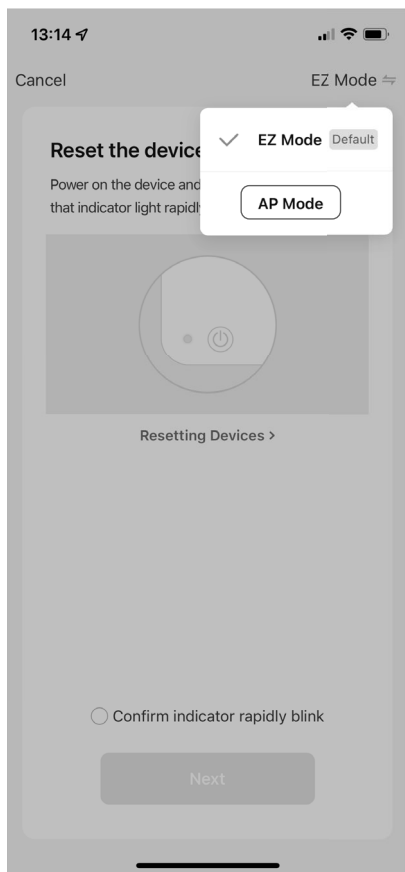 13:14
Cancel
EZ Mode
Reset the device
EZ Mode Default
Power on the device and
AP Mode
that indicator light rapidl
Resetting Devices >
Confirm indicator rapidly blink
Next